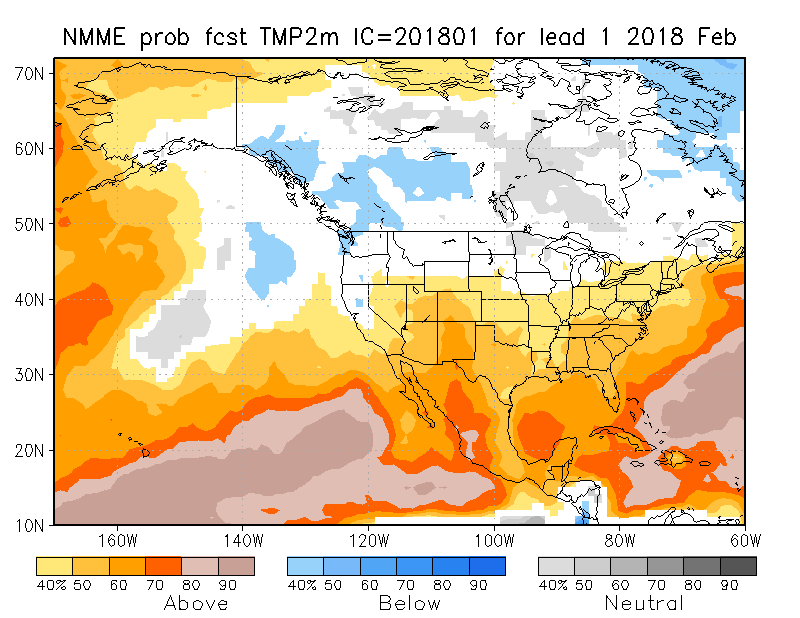 NMME prob fcst TMP2m IC=201801 for lead 1 2018 Feb
70N
60N
50N
40N
30N
20N
10N
160W 140W 120W 100W 80W 60W
40% 50 60 70 80 90 40% 50 60 70 80 90 40% 50 60 70 80 90
Above Below Neutral